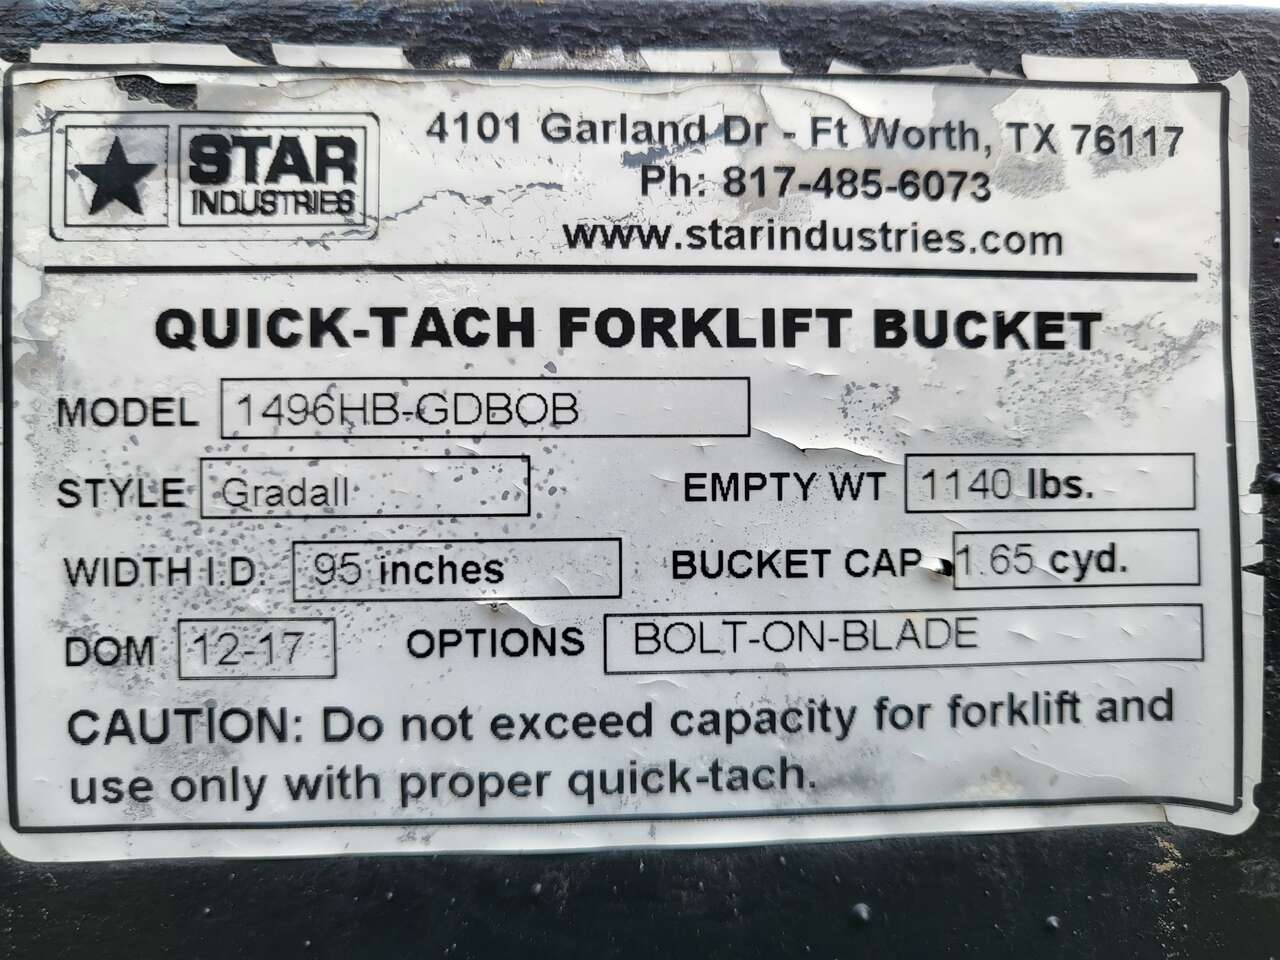 STAR
INDUSTRIES
4101 Garland Dr - Ft Worth, TX 76117
Ph: 817-485-6073
www.starindustries.com
QUICK-TACH FORKLIFT BUCKET
MODEL 1496HB-GDBOB
STYLE Gradall EMPTY WT 1140 lbs.
WIDTH I.D. 95 inches BUCKET CAP. 1.65 cyd.
DOM 12-17 OPTIONS BOLT-ON-BLADE
CAUTION: Do not exceed capacity for forklift and
use only with proper quick-tach.